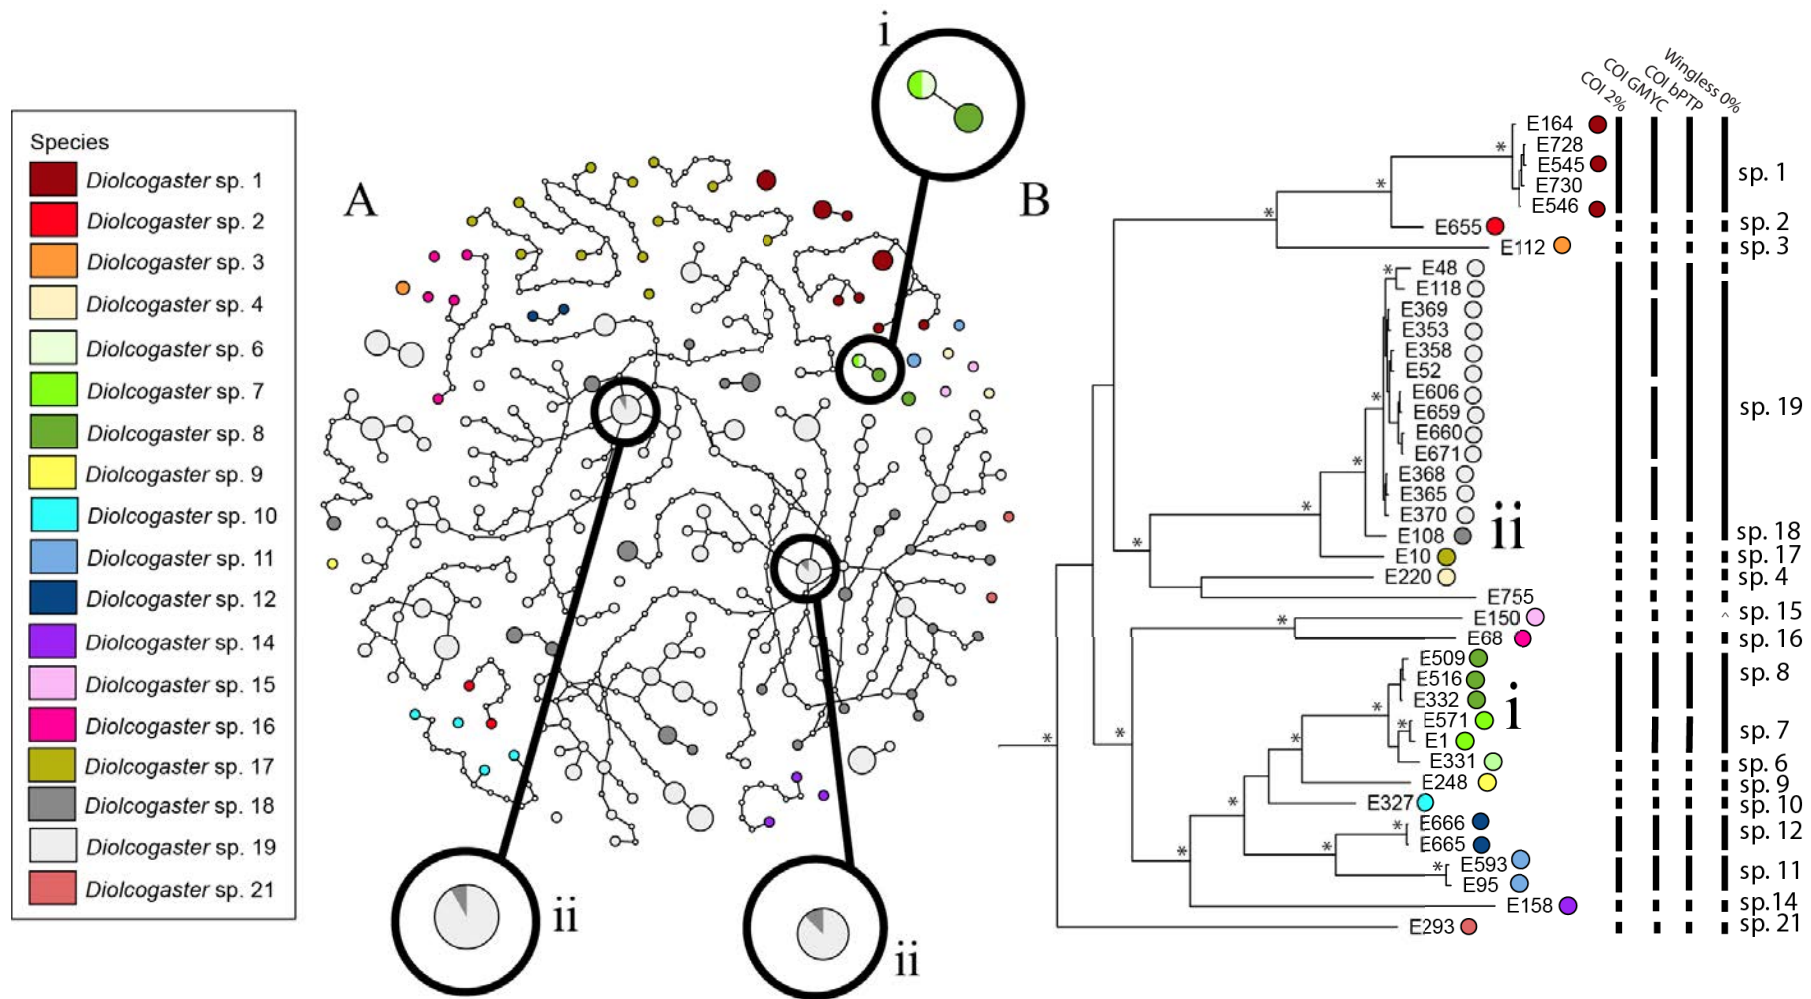 Species
Diolcogaster sp. 1
Diolcogaster sp. 2
Diolcogaster sp. 3
Diolcogaster sp. 4
Diolcogaster sp. 6
Diolcogaster sp. 7
Diolcogaster sp. 8
Diolcogaster sp. 9
Diolcogaster sp. 10
Diolcogaster sp. 11
Diolcogaster sp. 12
Diolcogaster sp. 14
Diolcogaster sp. 15
Diolcogaster sp. 16
Diolcogaster sp. 17
Diolcogaster sp. 18
Diolcogaster sp. 19
Diolcogaster sp. 21
A
i
ii
ii
B
COI 2%
COI GMYC
COI bPTP
Wingless 0%
E164
E728
E545
E730
E546
E655
E112
E48
E118
E369
E353
E358
E52
E606
E659
E660
E671
E368
E365
E370
E108
E10
E220
E755
E150
E68
E509
E516
E332
E571
E1
E331
E248
E327
E666
E665
E593
E95
E158
E293
ii
i
sp. 1
sp. 2
sp. 3
sp. 19
sp. 18
sp. 17
sp. 4
sp. 15
sp. 16
sp. 8
sp. 7
sp. 6
sp. 9
sp. 10
sp. 12
sp. 11
sp.14
sp. 21